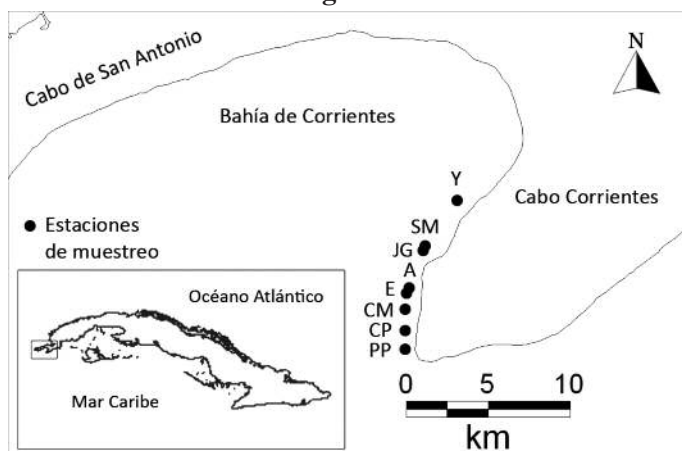 Cabo de San Antonio
N
Bahía de Corrientes
Y
Cabo Corrientes
Estaciones
de muestreo
SM
JG
A
E
CM
CP
PP
Océano Atlántico
Mar Caribe
0 5 10
km